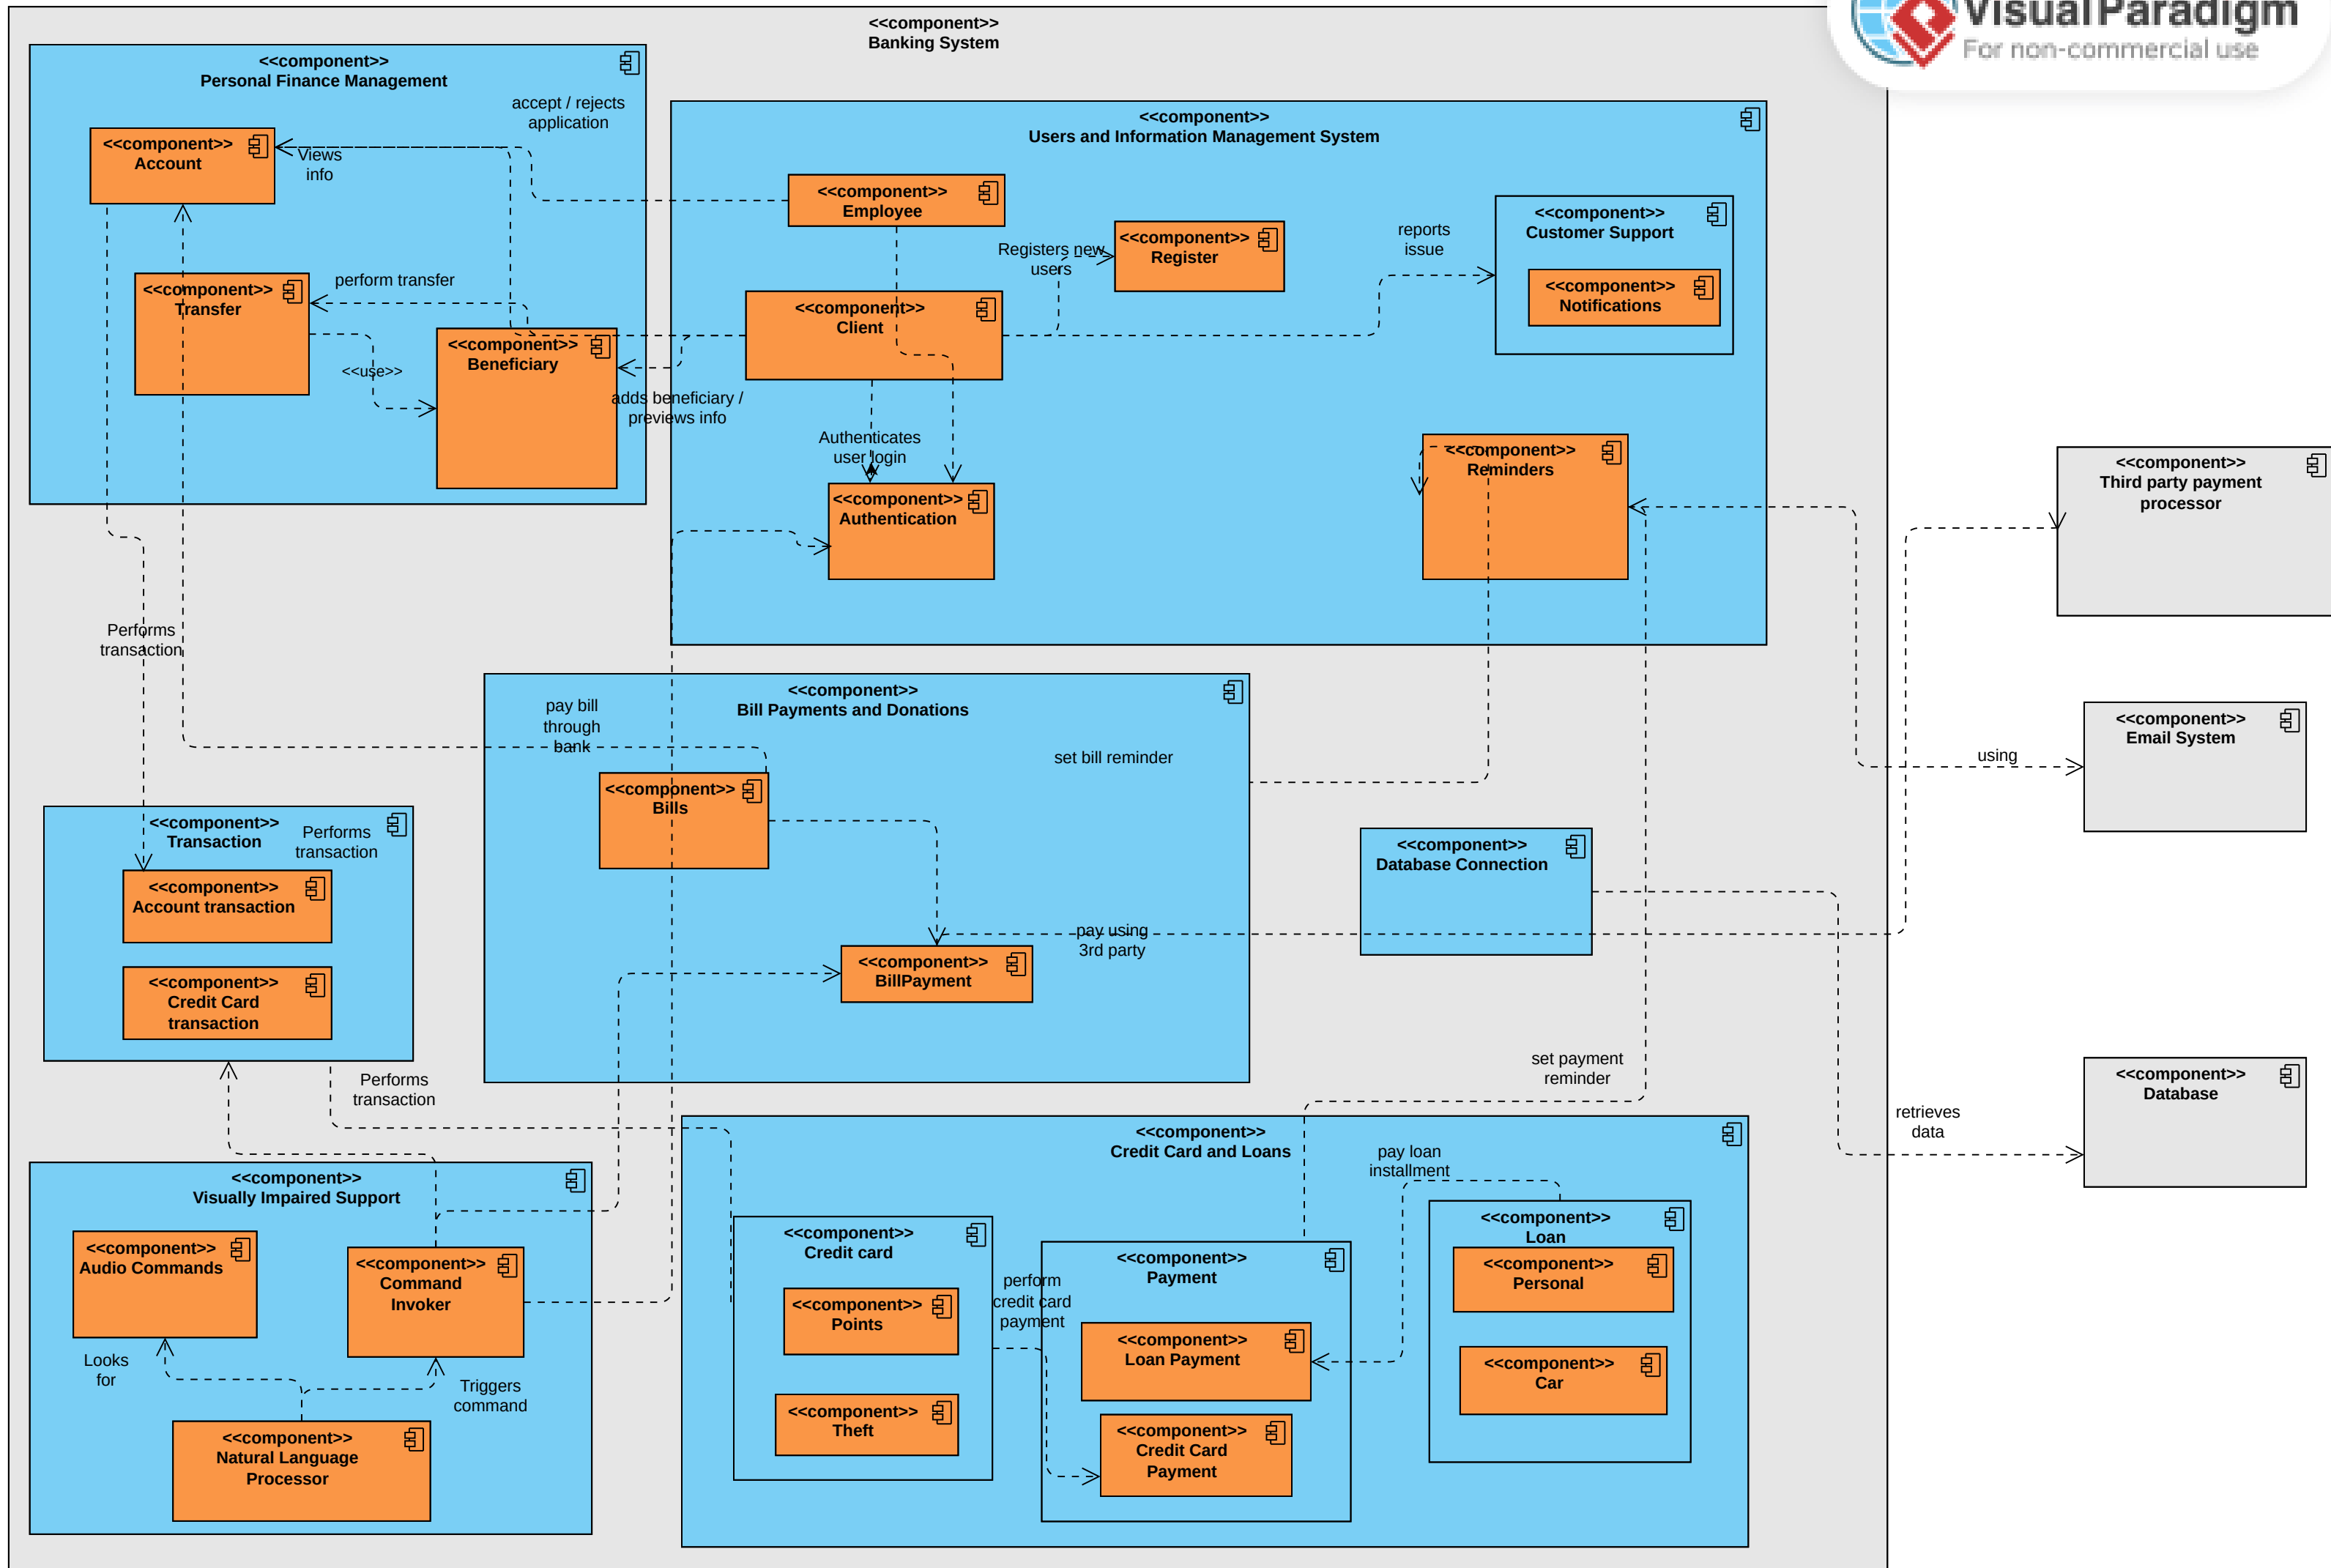 <<component>>
Banking System
Visual Paradigm
For non-commercial use
<<component>>
Personal Finance Management
accept / rejects
application
<<component>>
Account
Views
info
<<component>>
Transfer
perform transfer
<<use>>
<<component>>
Beneficiary
adds beneficiary /
previews info
<<component>>
Users and Information Management System
<<component>>
Employee
<<component>>
Client
Registers new
users
<<component>>
Register
reports
issue
<<component>>
Customer Support
<<component>>
Notifications
Authenticates
user login
<<component>>
Authentication
<<component>>
Reminders
<<component>>
Third party payment
processor
<<component>>
Email System
using
<<component>>
Database
retrieves
data
Performs
transaction
<<component>>
Bill Payments and Donations
pay bill
through
bank
set bill reminder
<<component>>
Bills
pay using
3rd party
<<component>>
BillPayment
<<component>>
Database Connection
<<component>>
Transaction
Performs
transaction
<<component>>
Account transaction
<<component>>
Credit Card
transaction
Performs
transaction
set payment
reminder
<<component>>
Visually Impaired Support
<<component>>
Audio Commands
<<component>>
Command
Invoker
Looks
for
Triggers
command
<<component>>
Natural Language
Processor
<<component>>
Credit Card and Loans
pay loan
installment
<<component>>
Credit card
<<component>>
Points
<<component>>
Theft
perform
credit card
payment
<<component>>
Payment
<<component>>
Loan Payment
<<component>>
Credit Card
Payment
<<component>>
Loan
<<component>>
Personal
<<component>>
Car